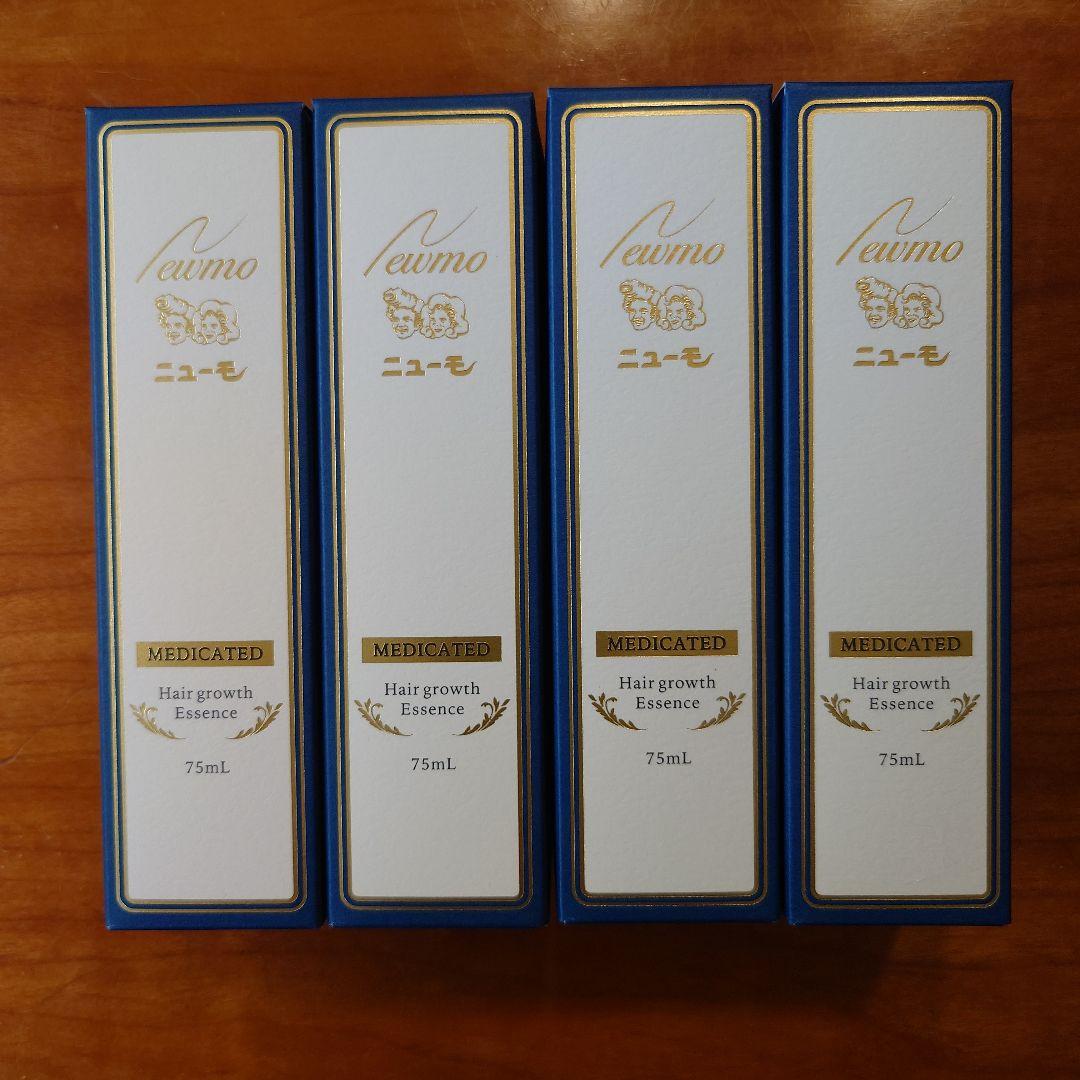 Newmo
ニューモ
MEDICATED
Hair growth
Essence
75mL
Newmo
ニューモ
MEDICATED
Hair growth
Essence
75mL
Newmo
ニューモ
MEDICATED
Hair growth
Essence
75mL
Newmo
ニューモ
MEDICATED
Hair growth
Essence
75mL